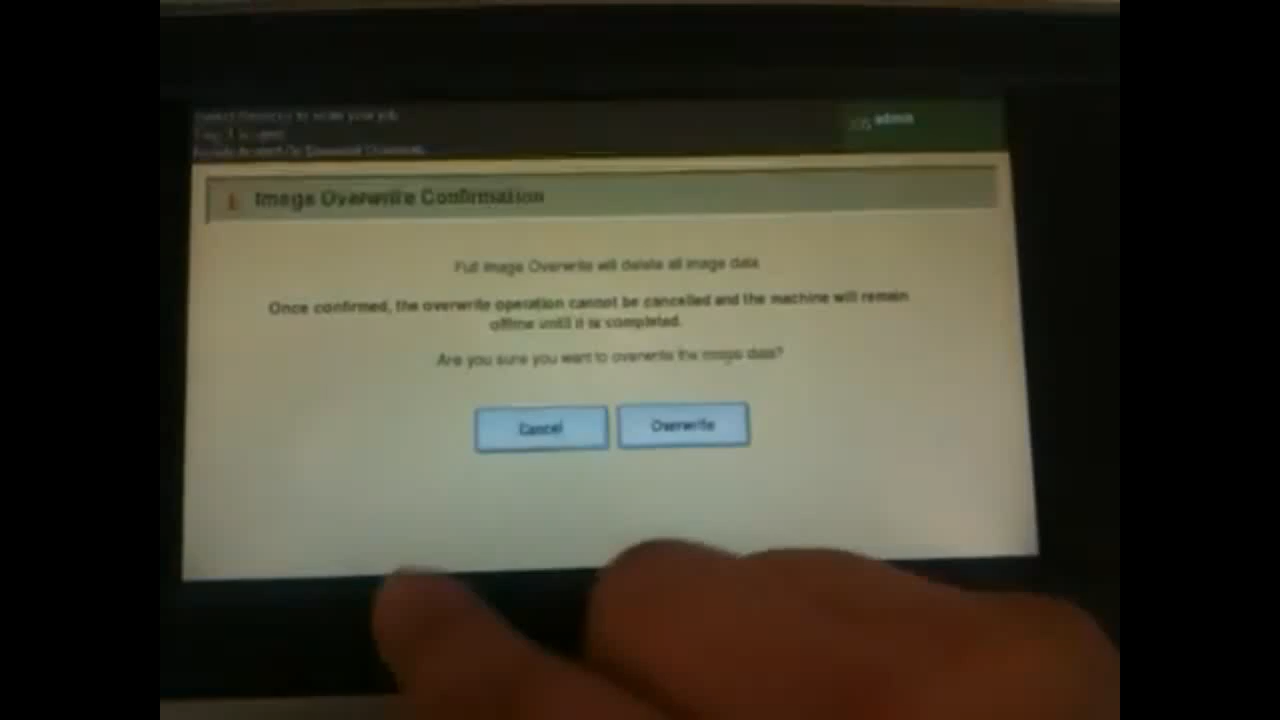 admin
Image Overwrite Confirmation
Full Image Overwrite will delete all image data
Once confirmed, the overwrite operation cannot be cancelled and the machine will remain
offline until it is completed.
Are you sure you want to overwrite the image data?
Cancel
Overwrite